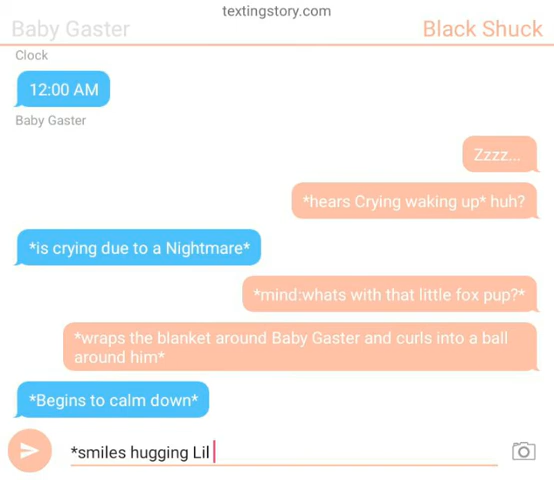 textingstory.com
Baby Gaster
Black Shuck
Clock
12:00 AM
Baby Gaster
Zzzz...
*hears Crying waking up* huh?
*is crying due to a Nightmare*
*mind:whats with that little fox pup?*
*wraps the blanket around Baby Gaster and curls into a ball
around him*
*Begins to calm down*
*smiles hugging Lil